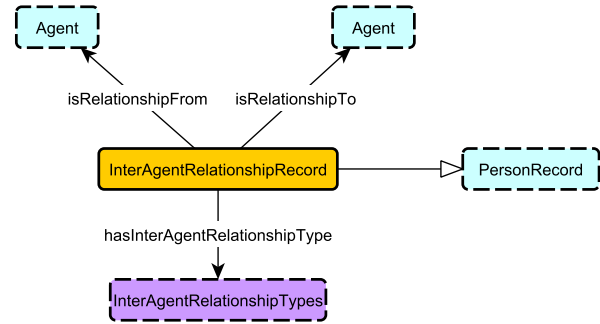 Agent
Agent
isRelationshipFrom
isRelationshipTo
InterAgentRelationshipRecord
PersonRecord
hasInterAgentRelationshipType
InterAgentRelationshipTypes